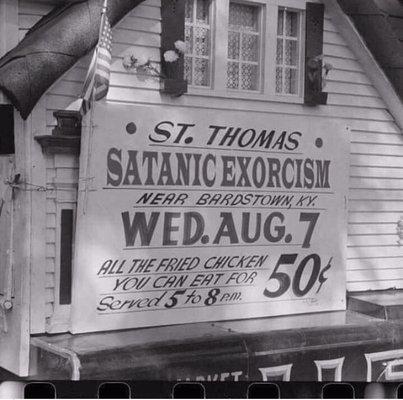 ST. THOMAS
SATANIC EXORCISM
NEAR BARDSTOWN, KY.
WED. AUG. 7
ALL THE FRIED CHICKEN
YOU CAN EAT FOR 50¢
Served 5 to 8 P.M.
MARKET